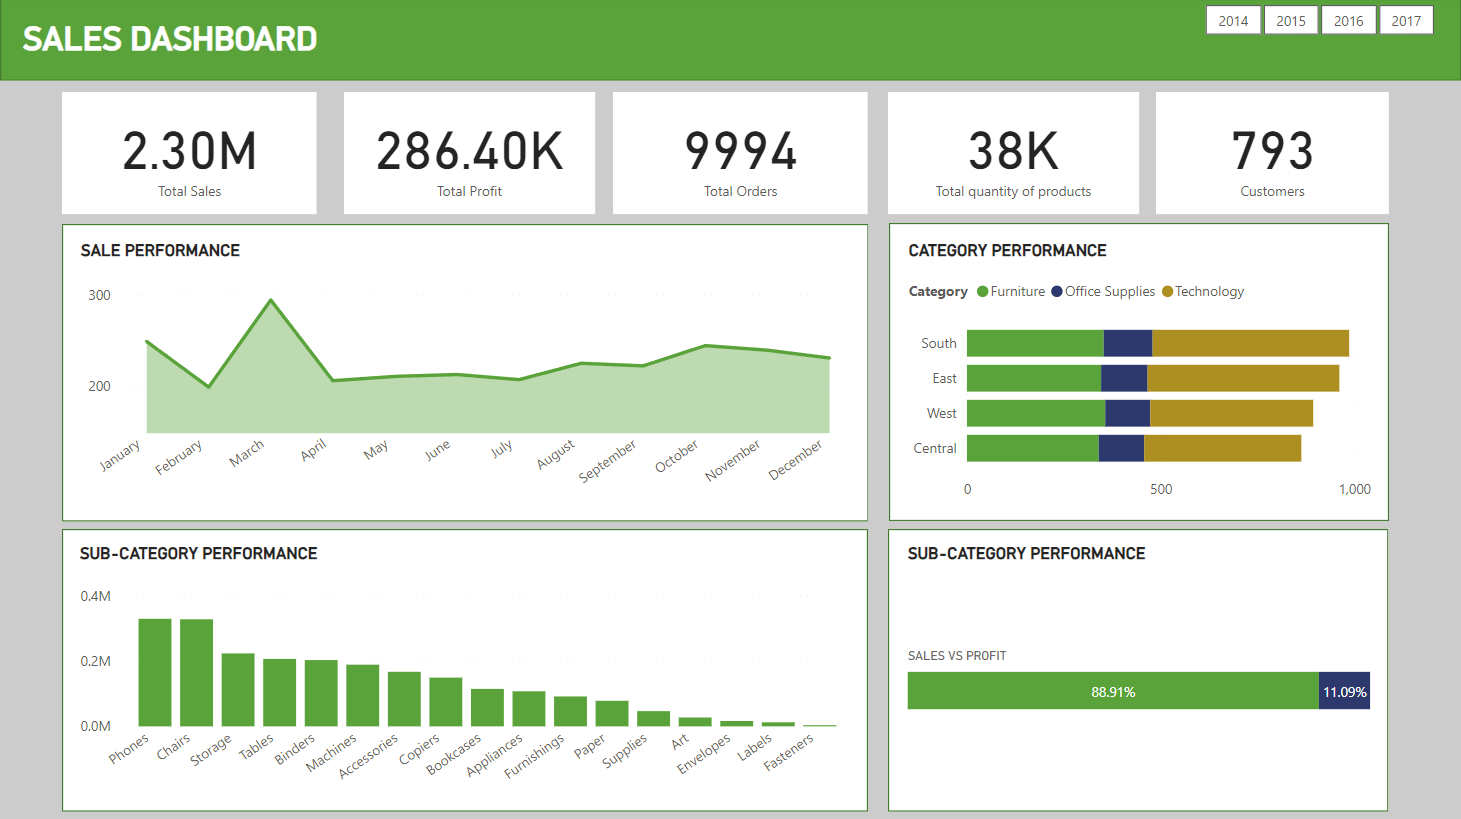 SALES DASHBOARD
2014 2015 2016 2017
2.30M
Total Sales
286.40K
Total Profit
9994
Total Orders
38K
Total quantity of products
793
Customers
SALE PERFORMANCE
300
200
January February March April May June July August September October November December
CATEGORY PERFORMANCE
Category Furniture Office Supplies Technology
South
East
West
Central
0 500 1,000
SUB-CATEGORY PERFORMANCE
0.4M
0.2M
0.0M
Phones Chairs Storage Tables Binders Machines Accessories Copiers Bookcases Appliances Furnishings Paper Supplies Art Envelopes Labels Fasteners
SUB-CATEGORY PERFORMANCE
SALES VS PROFIT
88.91% 11.09%